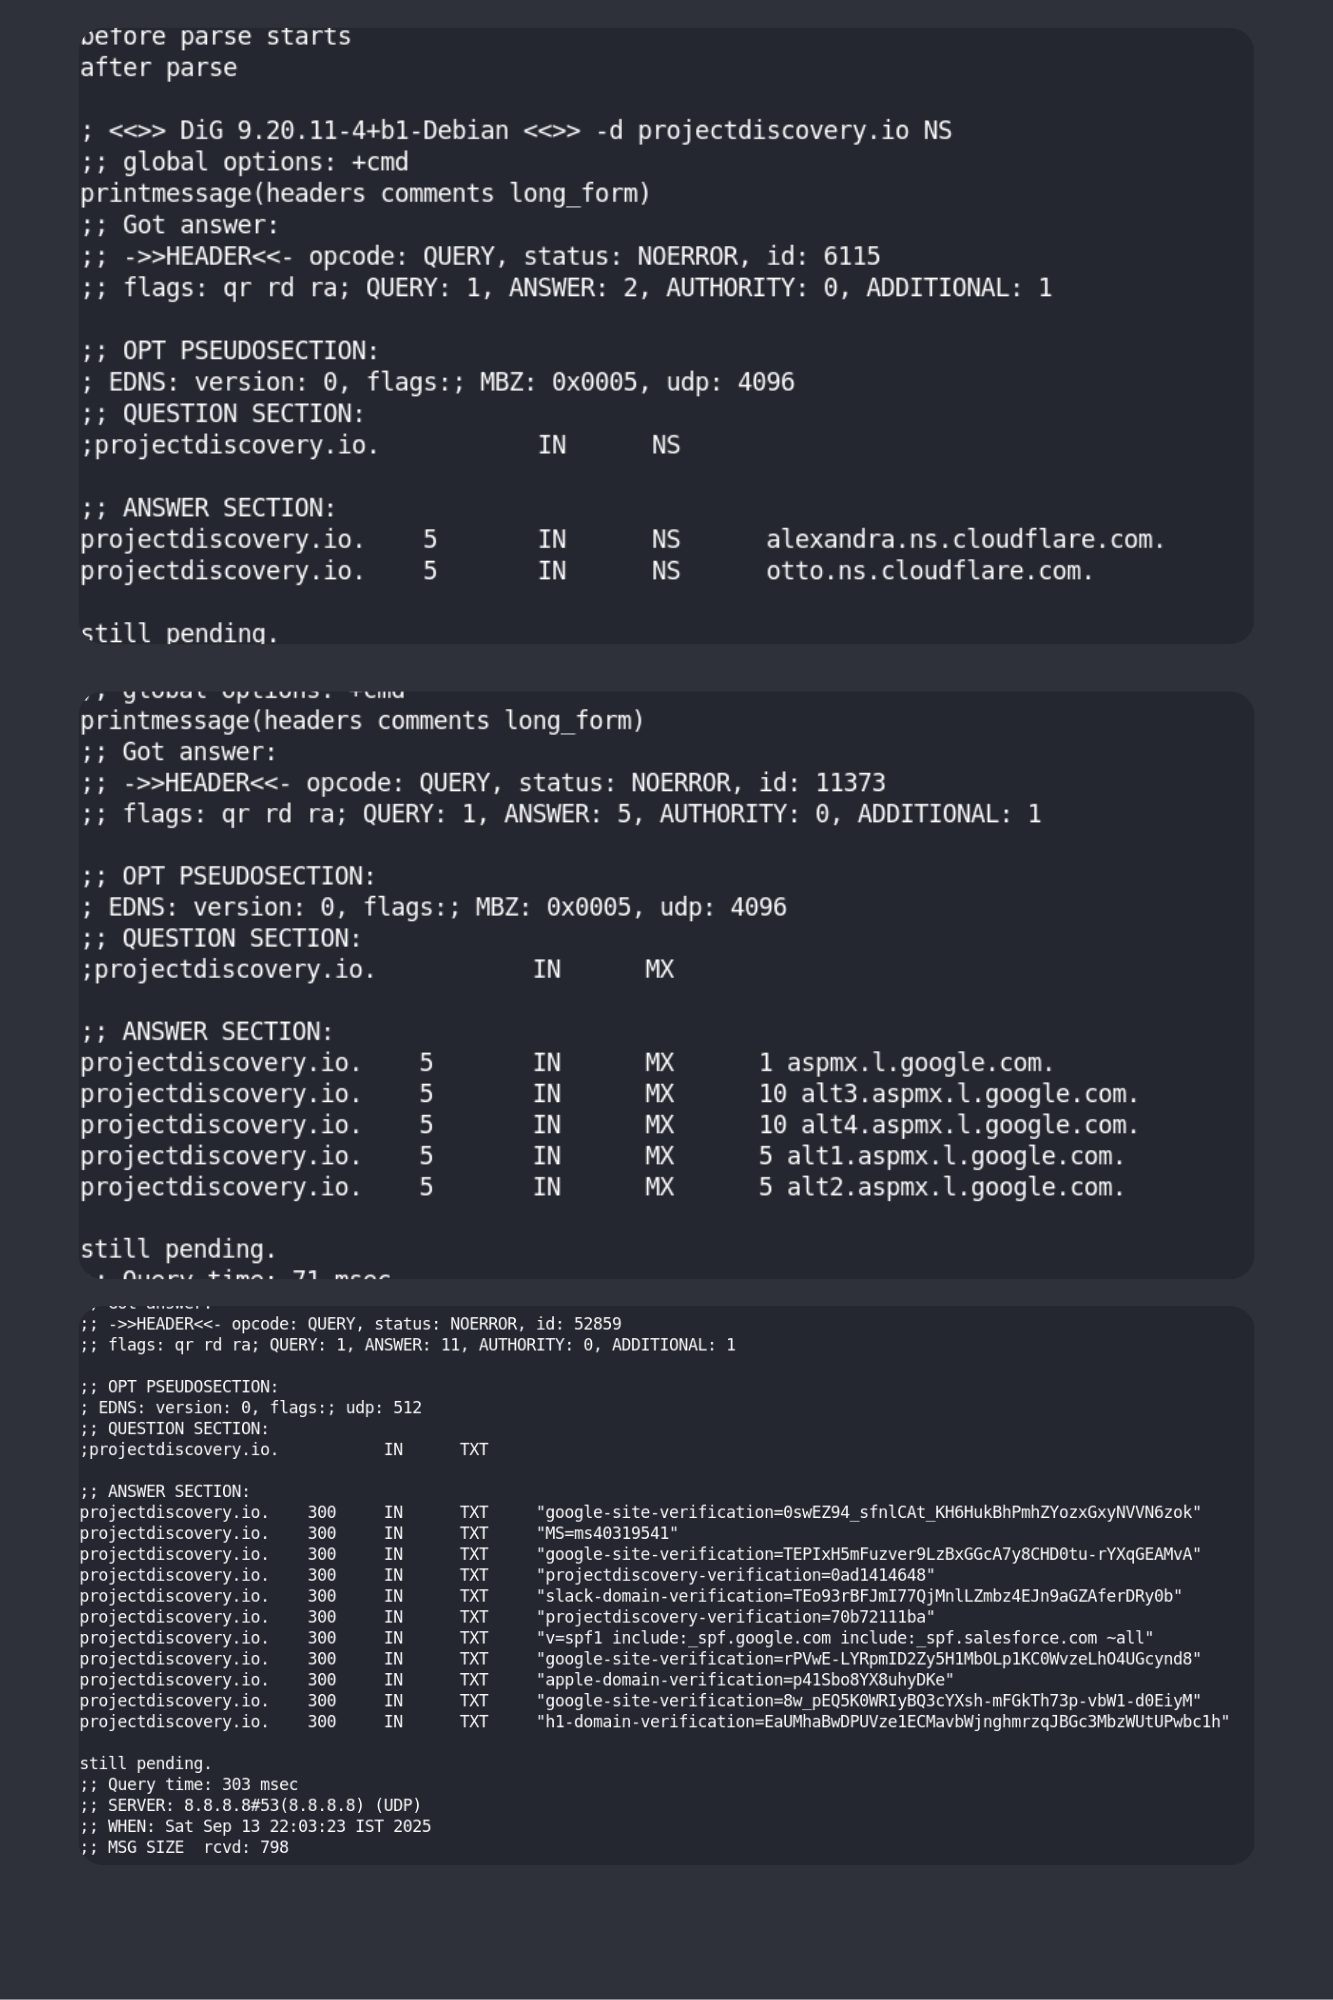 before parse starts
after parse
; <<>> DiG 9.20.11-4+b1-Debian <<>> -d projectdiscovery.io NS
;; global options: +cmd
printmessage(headers comments long_form)
;; Got answer:
;; ->>HEADER<<- opcode: QUERY, status: NOERROR, id: 6115
;; flags: qr rd ra; QUERY: 1, ANSWER: 2, AUTHORITY: 0, ADDITIONAL: 1
;; OPT PSEUDOSECTION:
; EDNS: version: 0, flags:; MBZ: 0x0005, udp: 4096
;; QUESTION SECTION:
;projectdiscovery.io. IN NS
;; ANSWER SECTION:
projectdiscovery.io. 5 IN NS alexandra.ns.cloudflare.com.
projectdiscovery.io. 5 IN NS otto.ns.cloudflare.com.
still pending.
;; global options: +cmd
printmessage(headers comments long_form)
;; Got answer:
;; ->>HEADER<<- opcode: QUERY, status: NOERROR, id: 11373
;; flags: qr rd ra; QUERY: 1, ANSWER: 5, AUTHORITY: 0, ADDITIONAL: 1
;; OPT PSEUDOSECTION:
; EDNS: version: 0, flags:; MBZ: 0x0005, udp: 4096
;; QUESTION SECTION:
;projectdiscovery.io. IN MX
;; ANSWER SECTION:
projectdiscovery.io. 5 IN MX 1 aspmx.l.google.com.
projectdiscovery.io. 5 IN MX 10 alt3.aspmx.l.google.com.
projectdiscovery.io. 5 IN MX 10 alt4.aspmx.l.google.com.
projectdiscovery.io. 5 IN MX 5 alt1.aspmx.l.google.com.
projectdiscovery.io. 5 IN MX 5 alt2.aspmx.l.google.com.
still pending.
;; Query time: 71 msec
;; Got answer:
;; ->>HEADER<<- opcode: QUERY, status: NOERROR, id: 52859
;; flags: qr rd ra; QUERY: 1, ANSWER: 11, AUTHORITY: 0, ADDITIONAL: 1
;; OPT PSEUDOSECTION:
; EDNS: version: 0, flags:; udp: 512
;; QUESTION SECTION:
;projectdiscovery.io. IN TXT
;; ANSWER SECTION:
projectdiscovery.io. 300 IN TXT "google-site-verification=0swEZ94_sfnlCAt_KH6HukBhPmhZYozxGxyNVVN6zok"
projectdiscovery.io. 300 IN TXT "MS=ms40319541"
projectdiscovery.io. 300 IN TXT "google-site-verification=TEPIxH5mFuzver9LzBxGGcA7y8CHD0tu-rYXqGEAMvA"
projectdiscovery.io. 300 IN TXT "projectdiscovery-verification=0ad1414648"
projectdiscovery.io. 300 IN TXT "slack-domain-verification=TEo93rBFJmI77QjMnlLZmbz4EJn9aGZAferDRy0b"
projectdiscovery.io. 300 IN TXT "projectdiscovery-verification=70b72111ba"
projectdiscovery.io. 300 IN TXT "v=spf1 include:_spf.google.com include:_spf.salesforce.com ~all"
projectdiscovery.io. 300 IN TXT "google-site-verification=rPVwE-LYRpmID2Zy5H1MbOLp1KC0WvzeLhO4UGcynd8"
projectdiscovery.io. 300 IN TXT "apple-domain-verification=p41Sbo8YX8uhyDKe"
projectdiscovery.io. 300 IN TXT "google-site-verification=8w_pEQ5K0WRIyBQ3cYXsh-mFGkTh73p-vbW1-d0EiyM"
projectdiscovery.io. 300 IN TXT "h1-domain-verification=EaUMhaBwDPUVze1ECMavbWjnghmrzqJBGc3MbzWUtUPwbc1h"
still pending.
;; Query time: 303 msec
;; SERVER: 8.8.8.8#53(8.8.8.8) (UDP)
;; WHEN: Sat Sep 13 22:03:23 IST 2025
;; MSG SIZE rcvd: 798